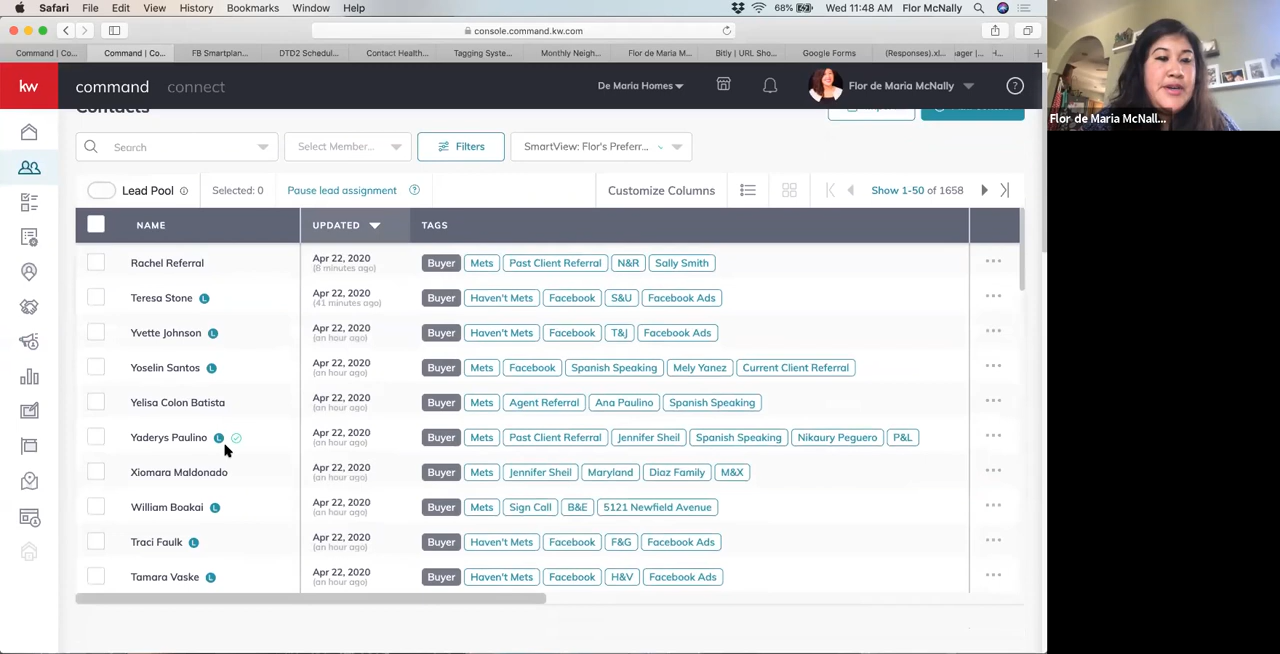 Safari File Edit View History Bookmarks Window Help 68% Wed 11:48 AM Flor McNally
console.command.kw.com
Command | Co... Command | Co... FB Smartplan... DTD2 Schedul... Contact Health... Tagging Syste... Monthly Neigh... Flor de Maria M... Bitly | URL Sho... Google Forms (Responses).xl...
kw command connect De Maria Homes Flor de Maria McNally ?
Flor de Maria McNall...
Contacts
Search Select Member... Filters SmartView: Flor's Preferr...
Lead Pool Selected: 0 Pause lead assignment ? Customize Columns Show 1-50 of 1658
NAME UPDATED TAGS
Rachel Referral Apr 22, 2020 Buyer Mets Past Client Referral N&R Sally Smith
(8 minutes ago)
Teresa Stone L Apr 22, 2020 Buyer Haven't Mets Facebook S&U Facebook Ads
(41 minutes ago)
Yvette Johnson L Apr 22, 2020 Buyer Haven't Mets Facebook T&J Facebook Ads
(an hour ago)
Yoselin Santos L Apr 22, 2020 Buyer Mets Facebook Spanish Speaking Mely Yanez Current Client Referral
(an hour ago)
Yelisa Colon Batista Apr 22, 2020 Buyer Mets Agent Referral Ana Paulino Spanish Speaking
(an hour ago)
Yaderys Paulino L Apr 22, 2020 Buyer Mets Past Client Referral Jennifer Sheil Spanish Speaking Nikaury Peguero P&L
(an hour ago)
Xiomara Maldonado Apr 22, 2020 Buyer Mets Jennifer Sheil Maryland Diaz Family M&X
(an hour ago)
William Boakai L Apr 22, 2020 Buyer Mets Sign Call B&E 5121 Newfield Avenue
(an hour ago)
Traci Faulk L Apr 22, 2020 Buyer Haven't Mets Facebook F&G Facebook Ads
(an hour ago)
Tamara Vaske L Apr 22, 2020 Buyer Haven't Mets Facebook H&V Facebook Ads
(an hour ago)